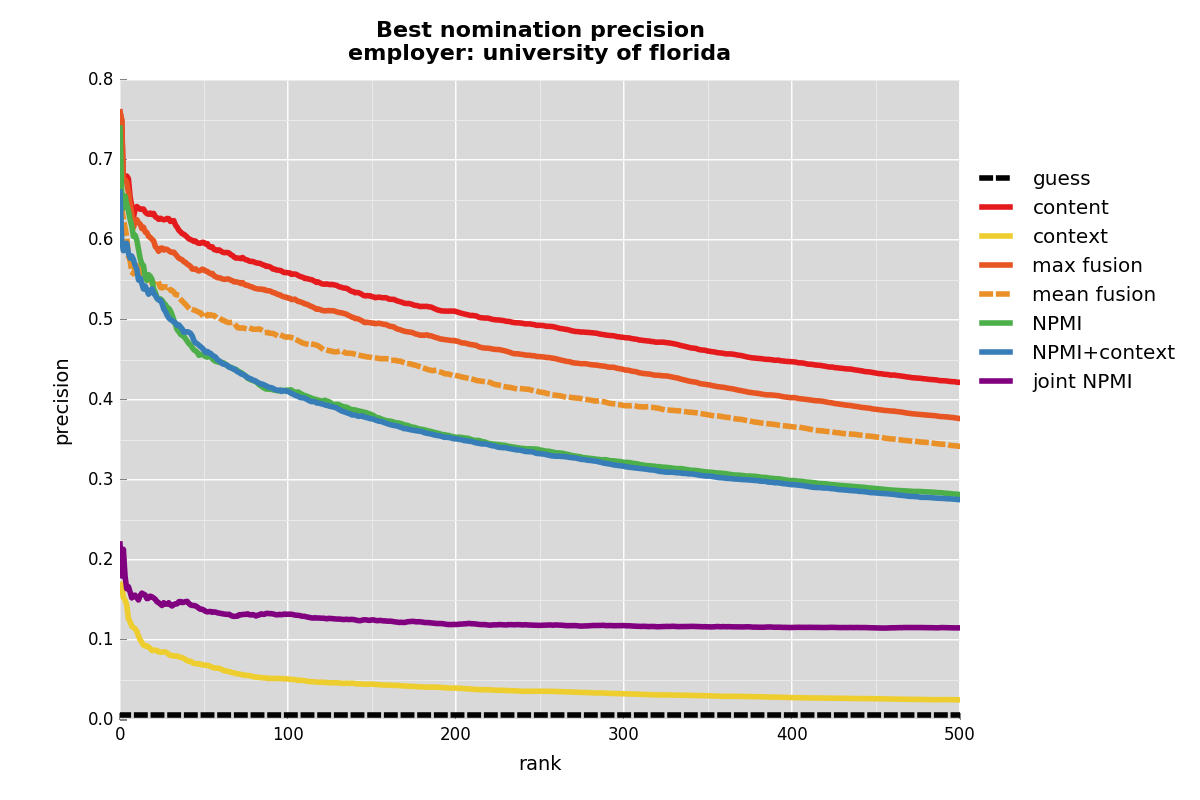 Best nomination precision
employer: university of florida
precision
0.8
0.7
0.6
0.5
0.4
0.3
0.2
0.1
0.0
0 100 200 300 400 500
rank
guess
content
context
max fusion
mean fusion
NPMI
NPMI+context
joint NPMI